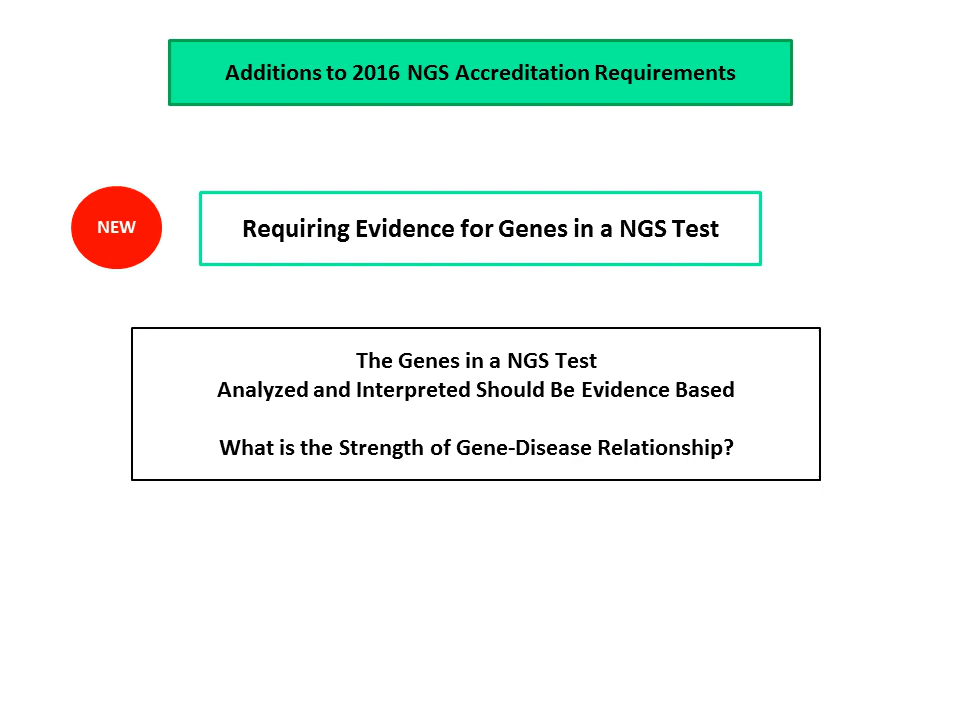 Additions to 2016 NGS Accreditation Requirements
NEW
Requiring Evidence for Genes in a NGS Test
The Genes in a NGS Test
Analyzed and Interpreted Should Be Evidence Based
What is the Strength of Gene-Disease Relationship?